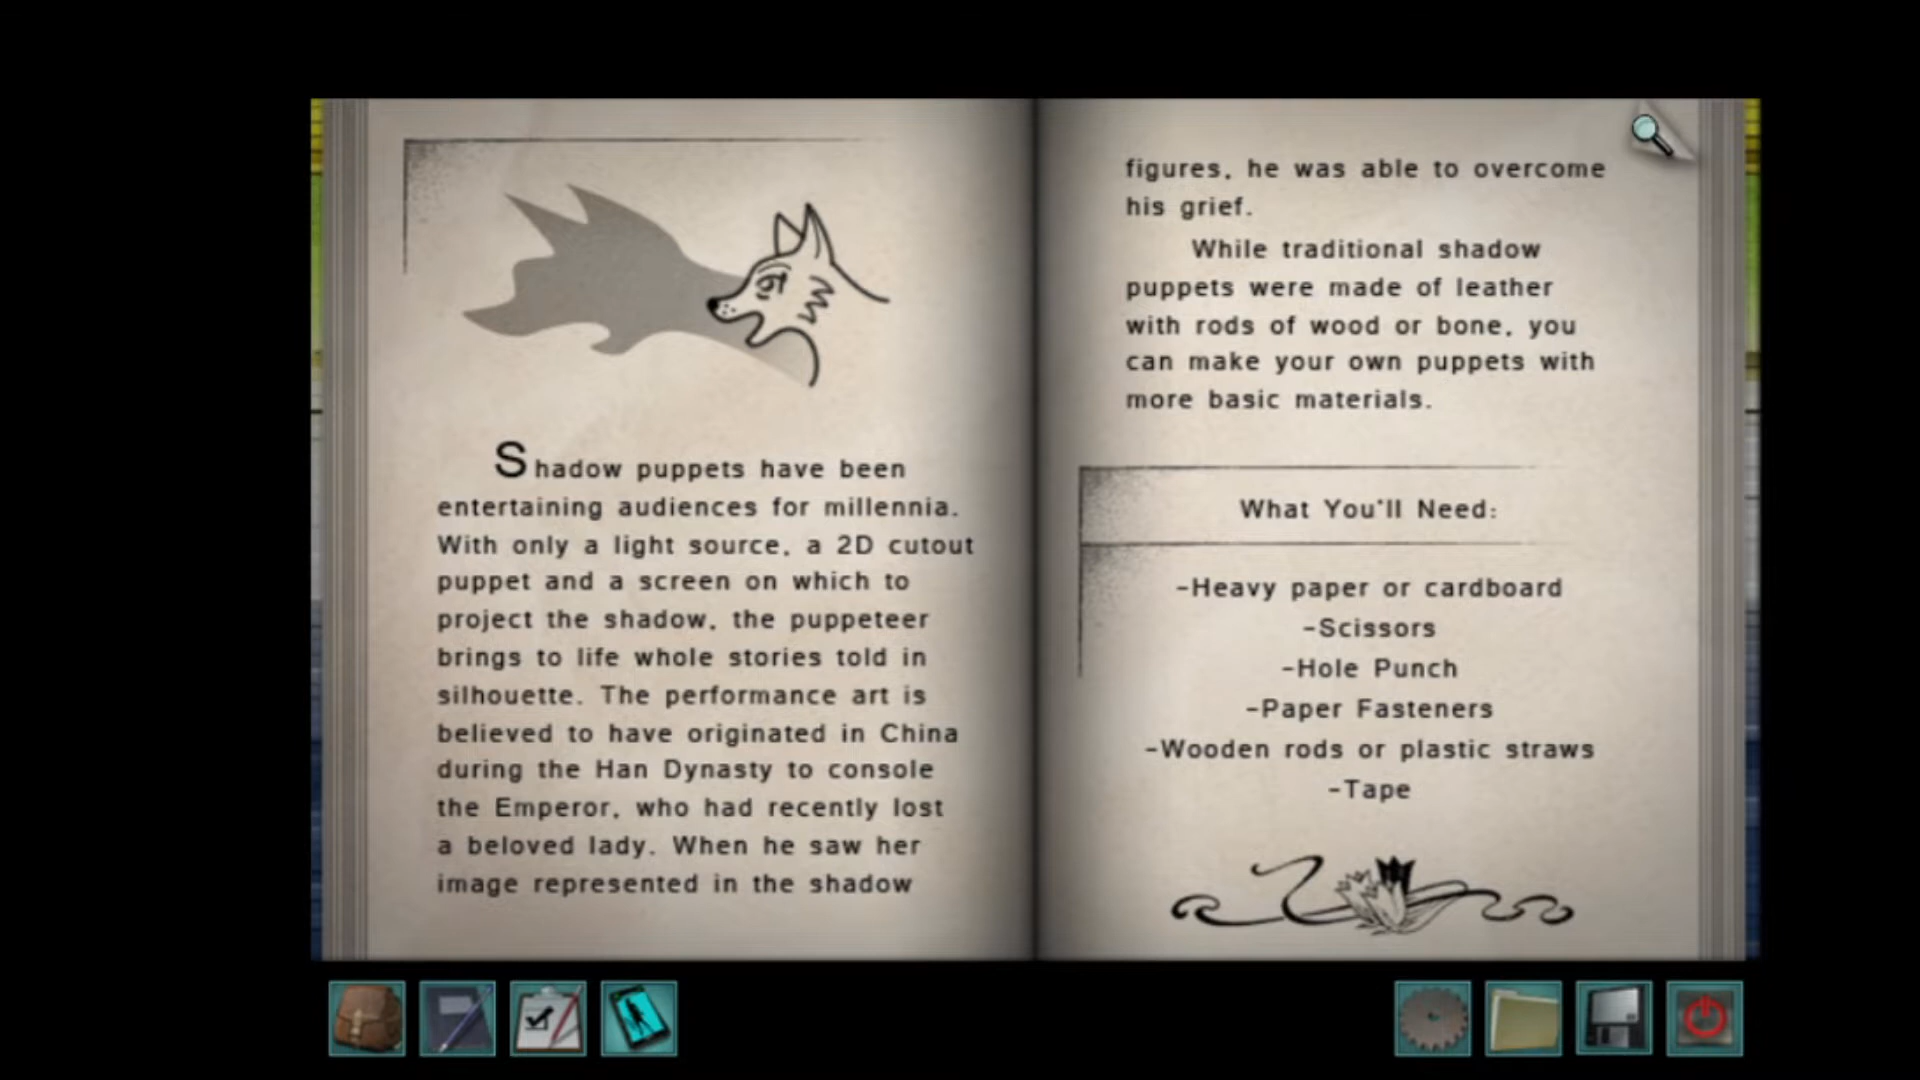 Shadow puppets have been
entertaining audiences for millennia.
With only a light source, a 2D cutout
puppet and a screen on which to
project the shadow, the puppeteer
brings to life whole stories told in
silhouette. The performance art is
believed to have originated in China
during the Han Dynasty to console
the Emperor, who had recently lost
a beloved lady. When he saw her
image represented in the shadow
figures, he was able to overcome
his grief.
While traditional shadow
puppets were made of leather
with rods of wood or bone, you
can make your own puppets with
more basic materials.
What You'll Need:
-Heavy paper or cardboard
-Scissors
-Hole Punch
-Paper Fasteners
-Wooden rods or plastic straws
-Tape